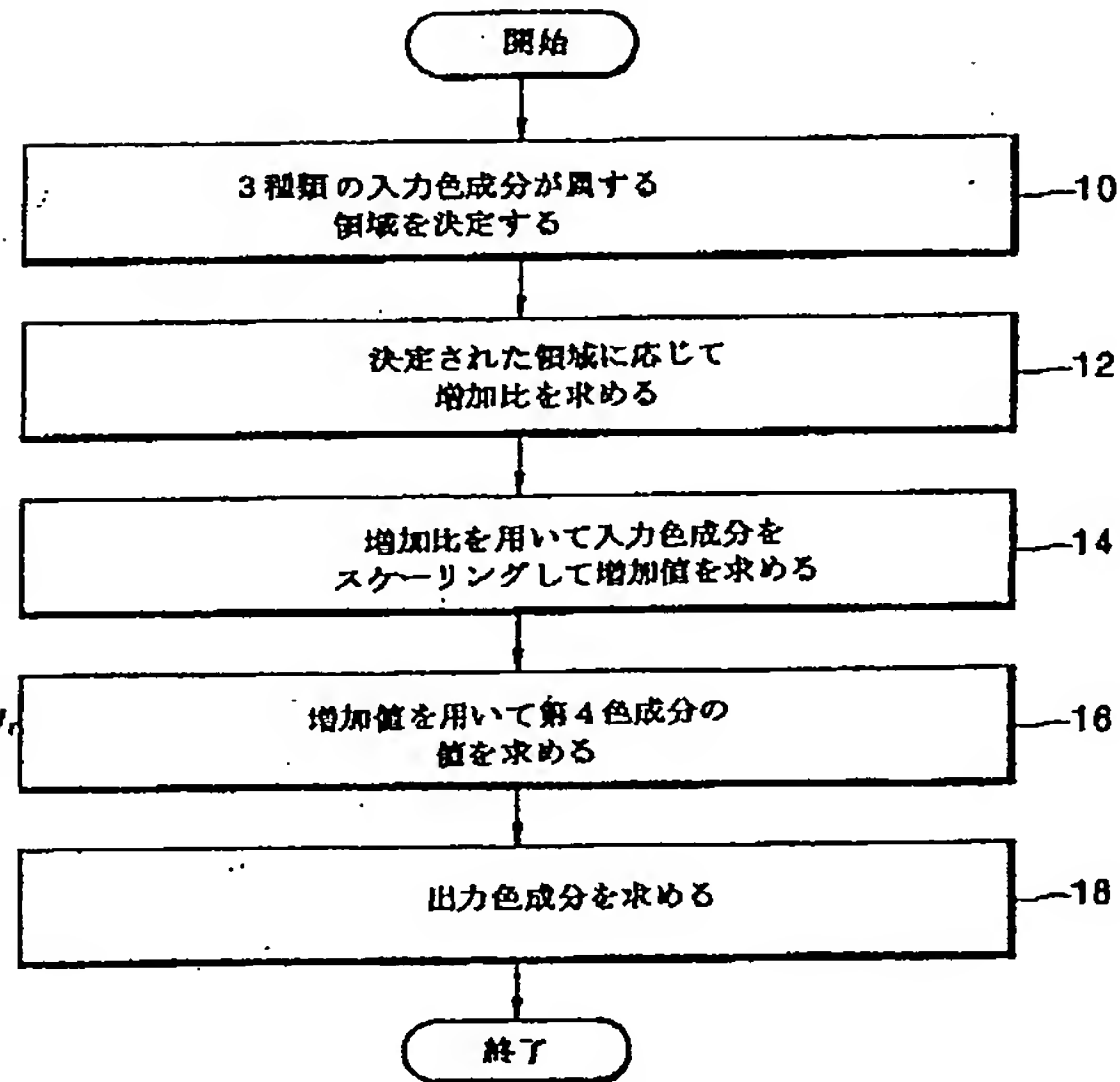 開始
3種類の入力色成分が属する
領域を決定する
10
決定された領域に応じて
増加比を求める
12
増加比を用いて入力色成分を
スケーリングして増加値を求める
14
増加値を用いて第4色成分の
値を求める
16
出力色成分を求める
18
終了